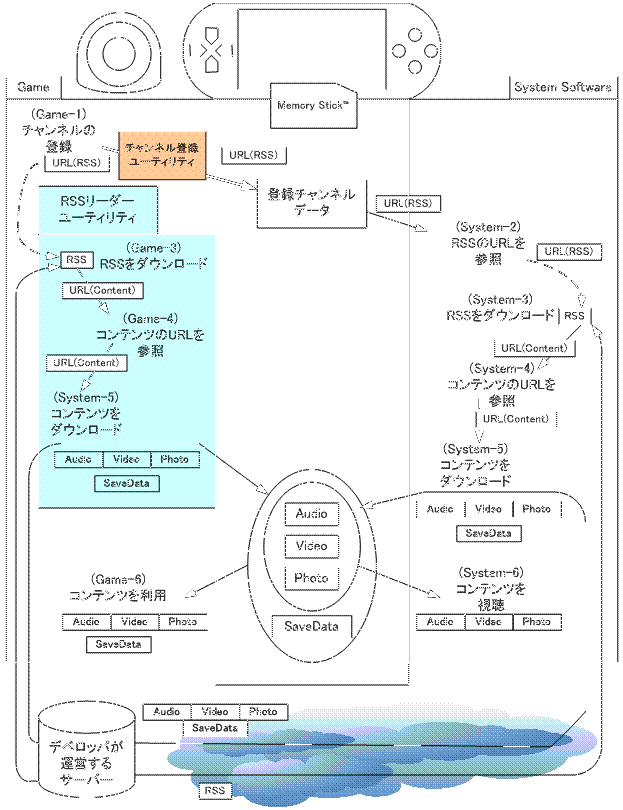 Game
System Software
Memory Stick™
(Game-1)
チャンネルの
登録
URL(RSS)
チャンネル登録
ユーティリティ
URL(RSS)
登録チャンネル
データ
URL(RSS)
RSSリーダー
ユーティリティ
(System-2)
RSSのURLを
参照
URL(RSS)
RSS
(Game-3)
RSSをダウンロード
URL(Content)
(System-3)
RSSをダウンロード
RSS
URL(Content)
(Game-4)
コンテンツのURLを
参照
URL(Content)
(System-4)
コンテンツのURLを
参照
URL(Content)
(System-5)
コンテンツを
ダウンロード
Audio Video Photo
SaveData
(System-5)
コンテンツを
ダウンロード
Audio Video Photo
SaveData
Audio
Video
Photo
SaveData
(Game-6)
コンテンツを利用
Audio Video Photo
SaveData
(System-6)
コンテンツを
視聴
Audio Video Photo
Audio Video Photo
SaveData
デベロッパが
運営する
サーバー
RSS